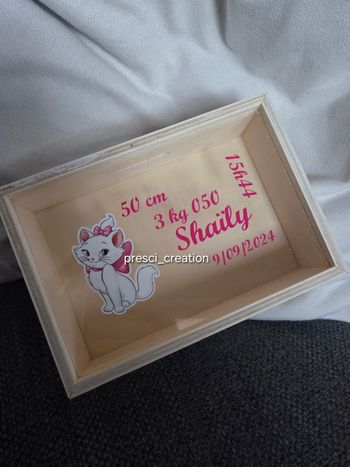 50 cm
15h44
3 kg 050
Shaïly
9/09/2024
presci_creation